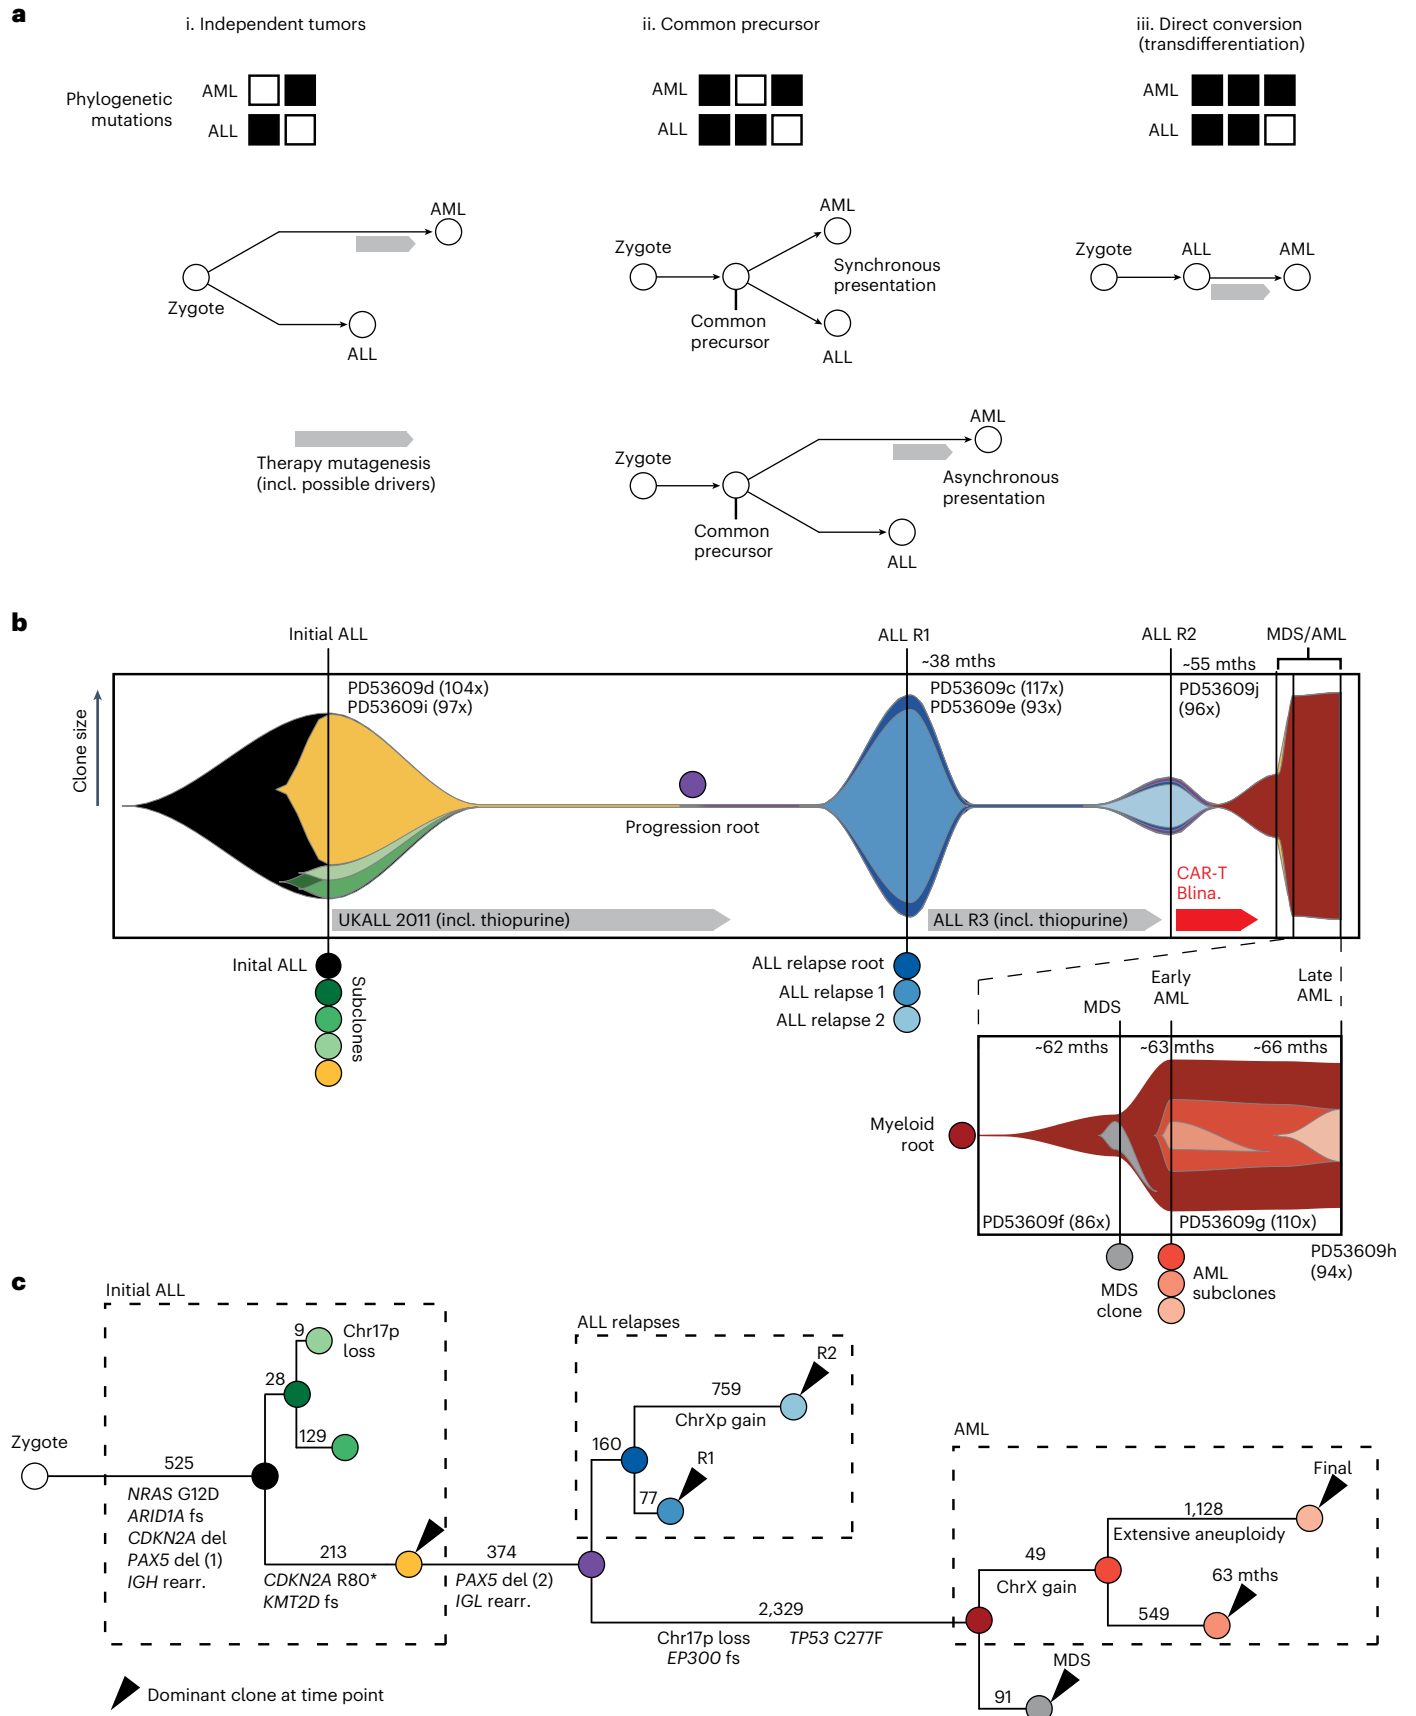 a
i. Independent tumors
ii. Common precursor
iii. Direct conversion
(transdifferentiation)
Phylogenetic
mutations
AML
ALL
AML
ALL
AML
ALL
Zygote
AML
ALL
Zygote
Common
precursor
AML
Synchronous
presentation
ALL
Zygote
ALL
AML
Therapy mutagenesis
(incl. possible drivers)
Zygote
Common
precursor
AML
Asynchronous
presentation
ALL
b
Initial ALL
ALL R1
ALL R2
MDS/AML
~38 mths
~55 mths
Clone size
PD53609d (104x)
PD53609i (97x)
PD53609c (117x)
PD53609e (93x)
PD53609j
(96x)
Progression root
CAR-T
Blina.
UKALL 2011 (incl. thiopurine)
ALL R3 (incl. thiopurine)
Inital ALL
Subclones
ALL relapse root
ALL relapse 1
ALL relapse 2
MDS
Early
AML
Late
AML
~62 mths
~63 mths
~66 mths
Myeloid
root
PD53609f (86x)
PD53609g (110x)
PD53609h
(94x)
MDS
clone
AML
subclones
c
Initial ALL
9
Chr17p
loss
28
129
Zygote
525
NRAS G12D
ARID1A fs
CDKN2A del
PAX5 del (1)
IGH rearr.
213
CDKN2A R80*
KMT2D fs
374
PAX5 del (2)
IGL rearr.
ALL relapses
R2
759
ChrXp gain
160
R1
77
2,329
Chr17p loss
EP300 fs
TP53 C277F
AML
Final
1,128
Extensive aneuploidy
49
ChrX gain
63 mths
549
MDS
91
Dominant clone at time point